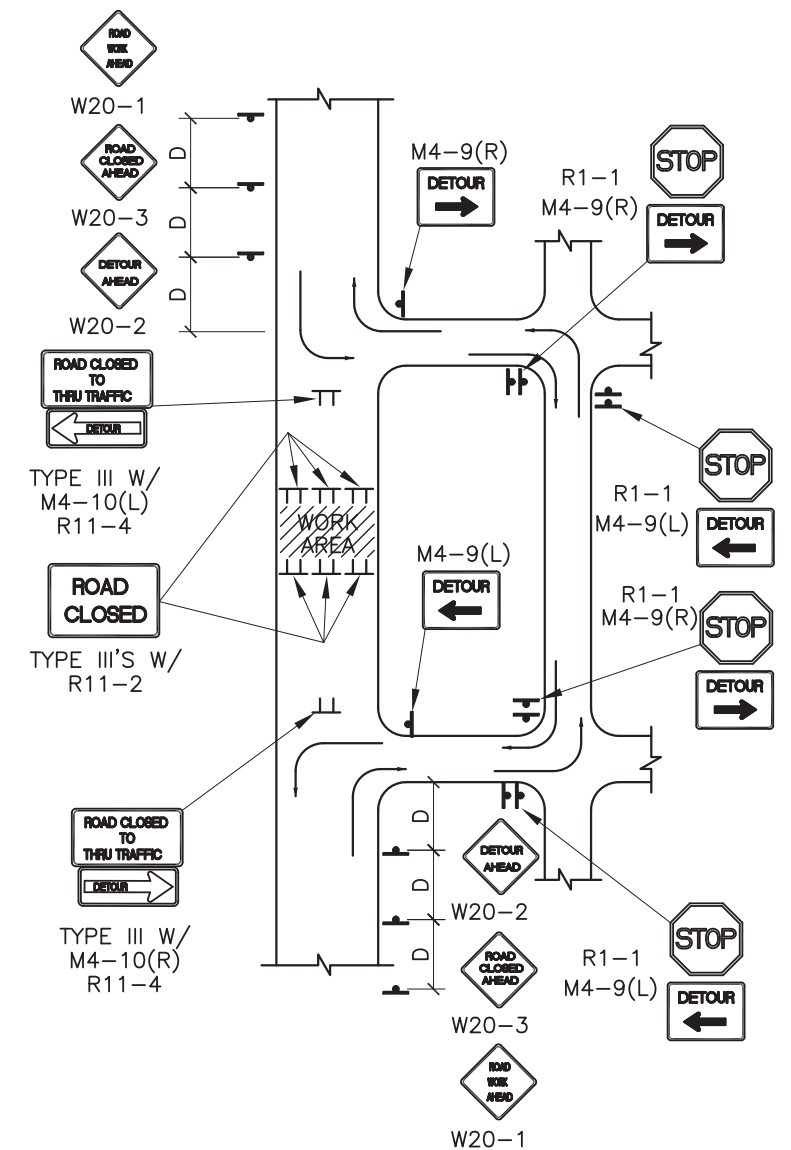 ROAD
WORK
AHEAD
W20-1
ROAD
CLOSED
AHEAD
W20-3
DETOUR
AHEAD
W20-2
D
D
D
M4-9(R)
DETOUR
R1-1
M4-9(R)
STOP
DETOUR
ROAD CLOSED
TO
THRU TRAFFIC
DETOUR
TYPE III W/
M4-10(L)
R11-4
WORK
AREA
STOP
R1-1
M4-9(L)
DETOUR
ROAD
CLOSED
TYPE III'S W/
R11-2
M4-9(L)
DETOUR
R1-1
M4-9(R)
STOP
DETOUR
ROAD CLOSED
TO
THRU TRAFFIC
DETOUR
TYPE III W/
M4-10(R)
R11-4
D
D
D
DETOUR
AHEAD
W20-2
ROAD
CLOSED
AHEAD
W20-3
ROAD
WORK
AHEAD
W20-1
STOP
R1-1
M4-9(L)
DETOUR